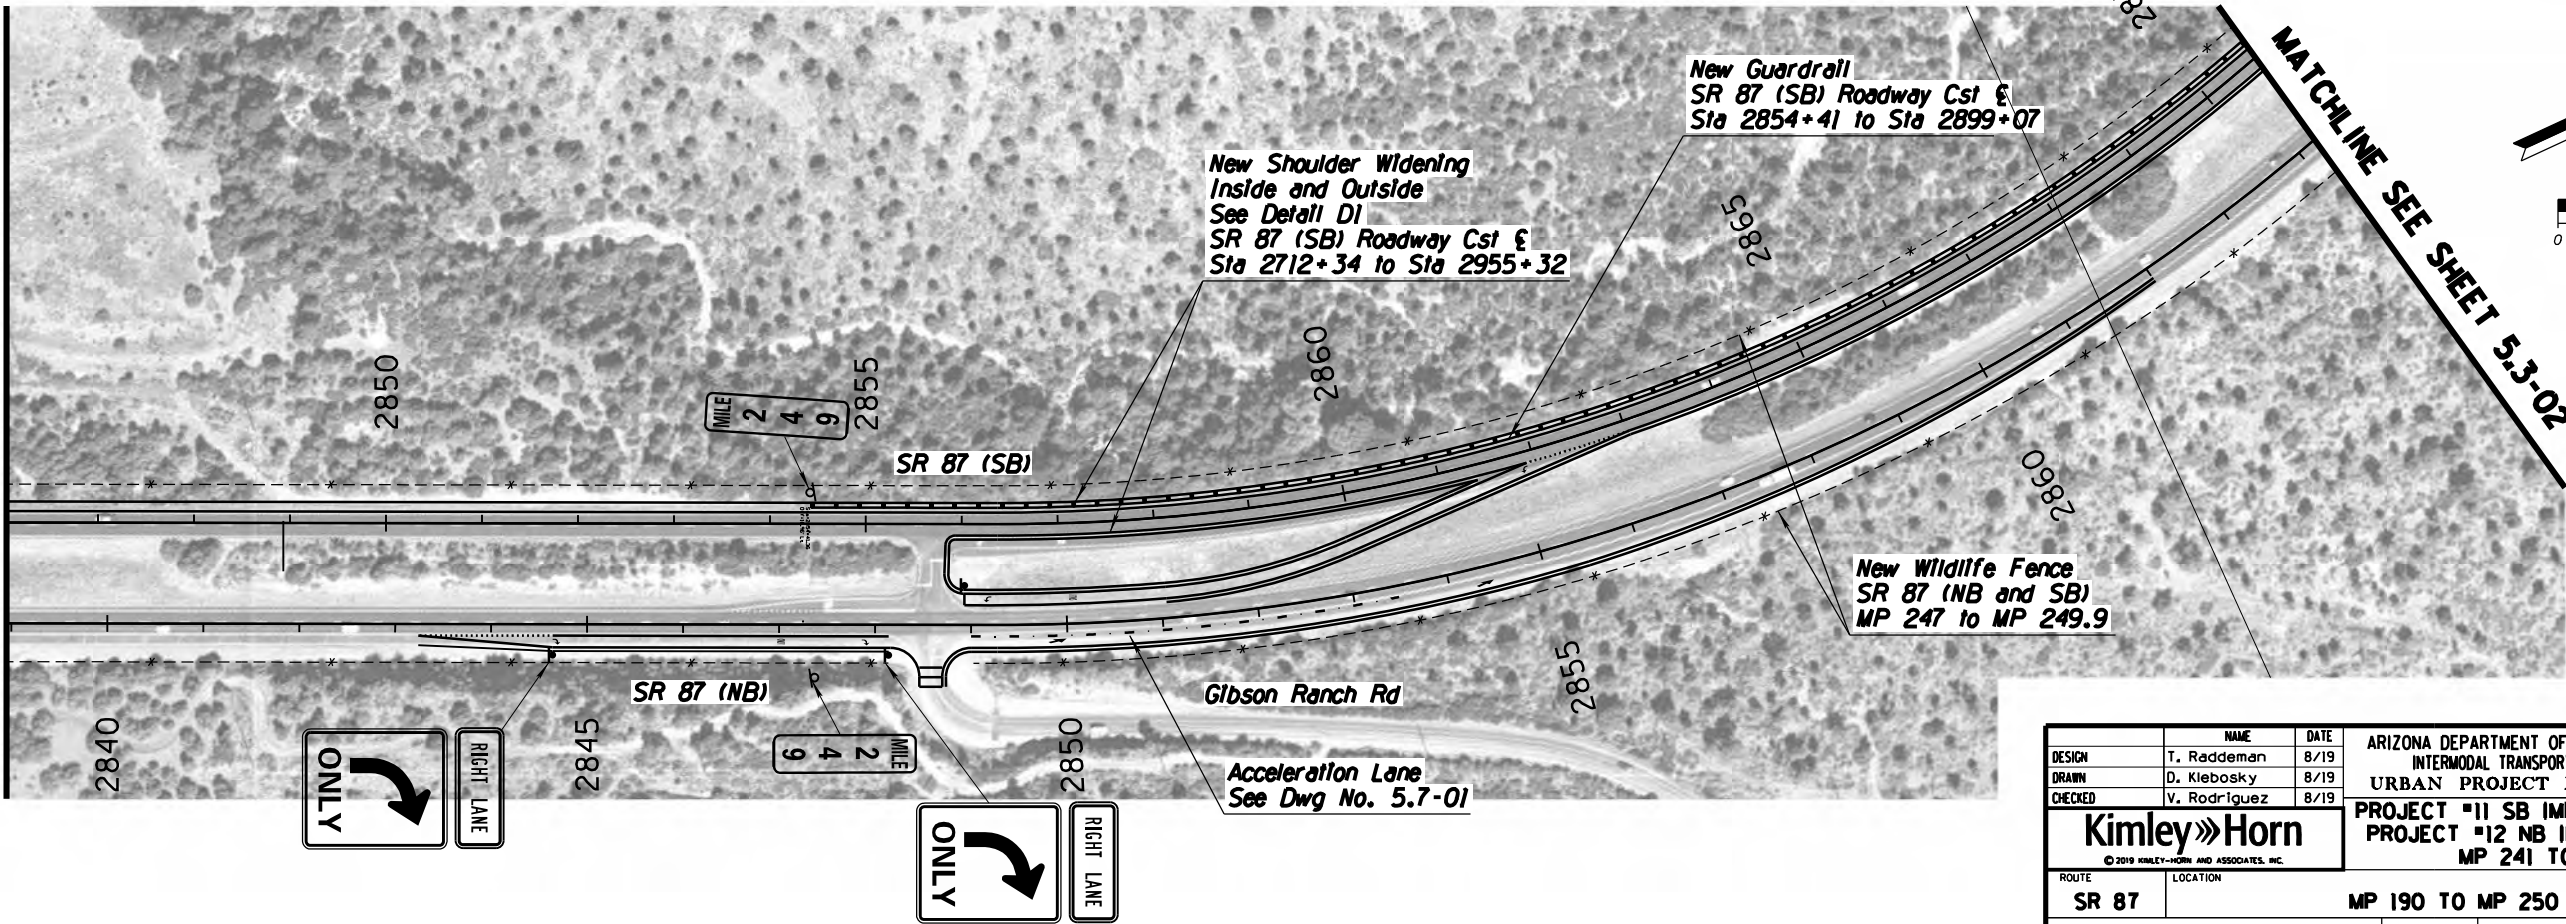 New Guardrail
SR 87 (SB) Roadway Cst ℄
Sta 2854+41 to Sta 2899+07
New Shoulder Widening
Inside and Outside
See Detail D1
SR 87 (SB) Roadway Cst ℄
Sta 2712+34 to Sta 2955+32
MATCHLINE SEE SHEET 5.3-02
0
2865
2860
2850
2855
MILE 2 4 9
SR 87 (SB)
2860
New Wildlife Fence
SR 87 (NB and SB)
MP 247 to MP 249.9
2855
SR 87 (NB)
Gibson Ranch Rd
2840
2845
2850
MILE 2 4 9
ONLY
RIGHT LANE
ONLY
RIGHT LANE
Acceleration Lane
See Dwg No. 5.7-01
NAME DATE
DESIGN T. Raddeman 8/19
DRAWN D. Klebosky 8/19
CHECKED V. Rodriguez 8/19
Kimley»Horn
© 2019 KIMLEY-HORN AND ASSOCIATES, INC.
ARIZONA DEPARTMENT OF
INTERMODAL TRANSPOR
URBAN PROJECT
PROJECT #11 SB IM
PROJECT #12 NB I
MP 241 TO
ROUTE
SR 87
LOCATION
MP 190 TO MP 250